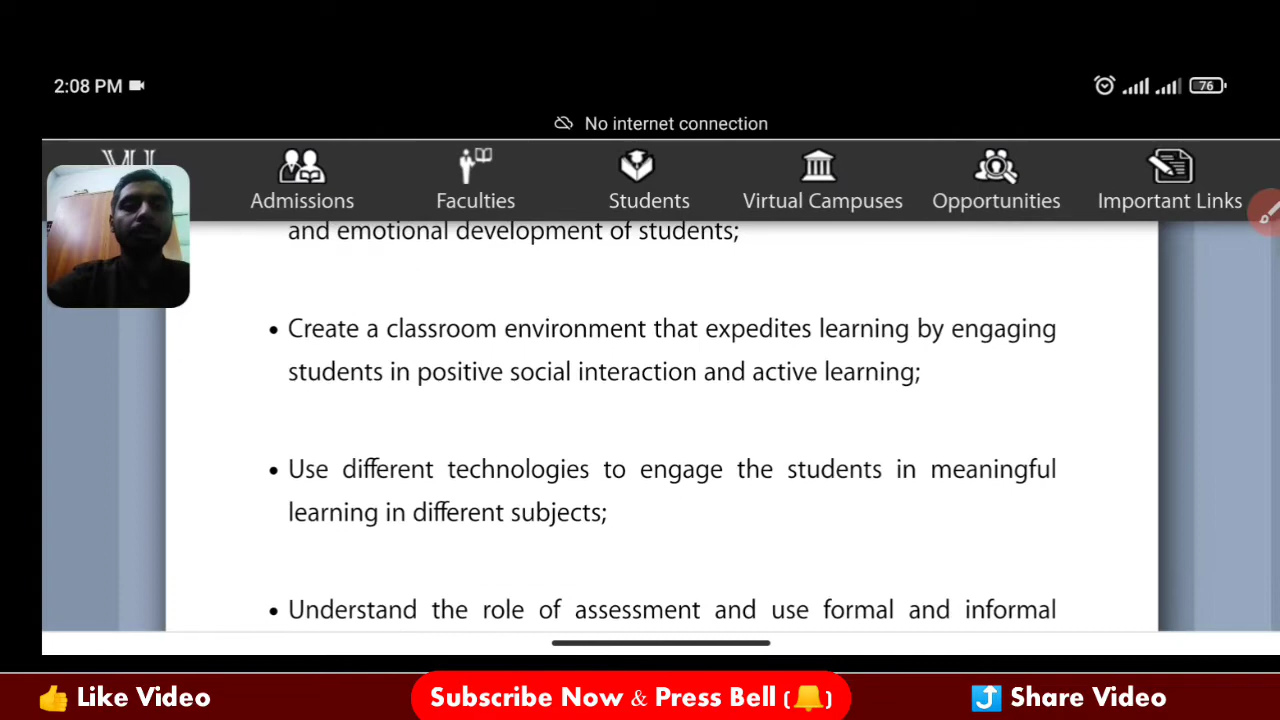 2:08 PM
76
No internet connection
VU
Admissions
Faculties
Students
Virtual Campuses
Opportunities
Important Links
and emotional development of students;
• Create a classroom environment that expedites learning by engaging
students in positive social interaction and active learning;
• Use different technologies to engage the students in meaningful
learning in different subjects;
• Understand the role of assessment and use formal and informal
Like Video
Subscribe Now & Press Bell (🔔)
Share Video